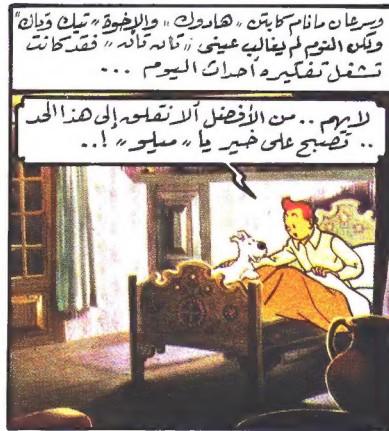 وسرعان ما نام كابتن "هادوك" والإخوة "تيك وتاك"
ولكن النوم لم يغالب عيني "تان تان" فقد كانت
تشغل تفكيره أحداث اليوم ...
لا يهم .. من الأفضل ألا نقلق إلى هذا الحد
.. تصبح على خير يا "ميلو" !..